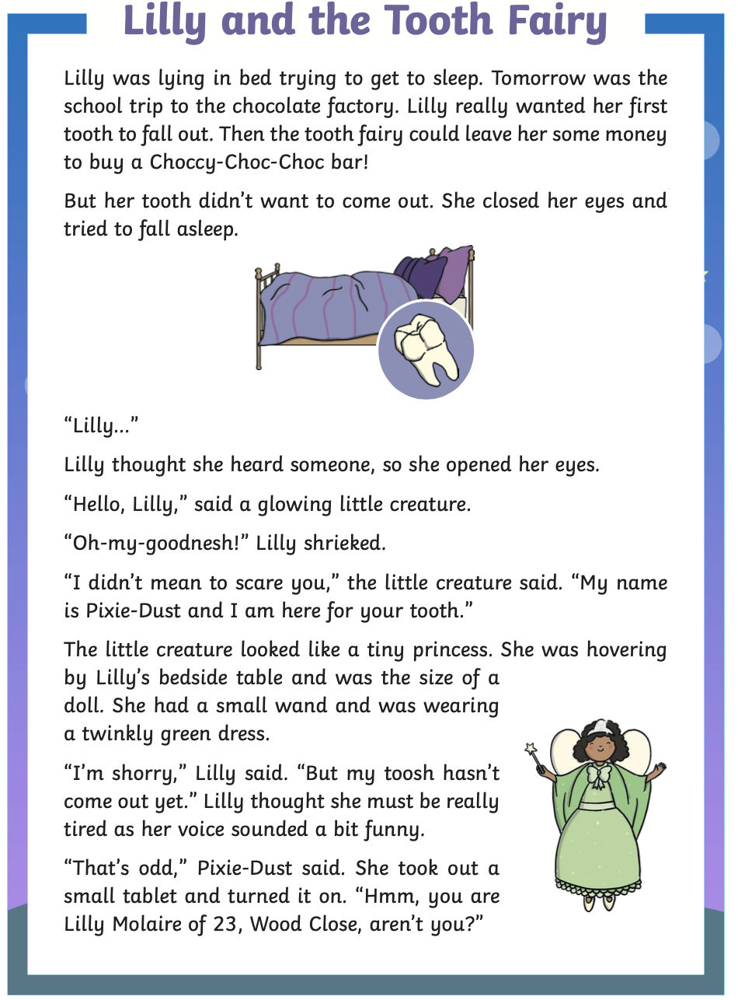 Lilly and the Tooth Fairy
Lilly was lying in bed trying to get to sleep. Tomorrow was the
school trip to the chocolate factory. Lilly really wanted her first
tooth to fall out. Then the tooth fairy could leave her some money
to buy a Choccy-Choc-Choc bar!
But her tooth didn’t want to come out. She closed her eyes and
tried to fall asleep.
“Lilly...”
Lilly thought she heard someone, so she opened her eyes.
“Hello, Lilly,” said a glowing little creature.
“Oh-my-goodnesh!” Lilly shrieked.
“I didn’t mean to scare you,” the little creature said. “My name
is Pixie-Dust and I am here for your tooth.”
The little creature looked like a tiny princess. She was hovering
by Lilly’s bedside table and was the size of a
doll. She had a small wand and was wearing
a twinkly green dress.
“I’m shorry,” Lilly said. “But my toosh hasn’t
come out yet.” Lilly thought she must be really
tired as her voice sounded a bit funny.
“That’s odd,” Pixie-Dust said. She took out a
small tablet and turned it on. “Hmm, you are
Lilly Molaire of 23, Wood Close, aren’t you?”